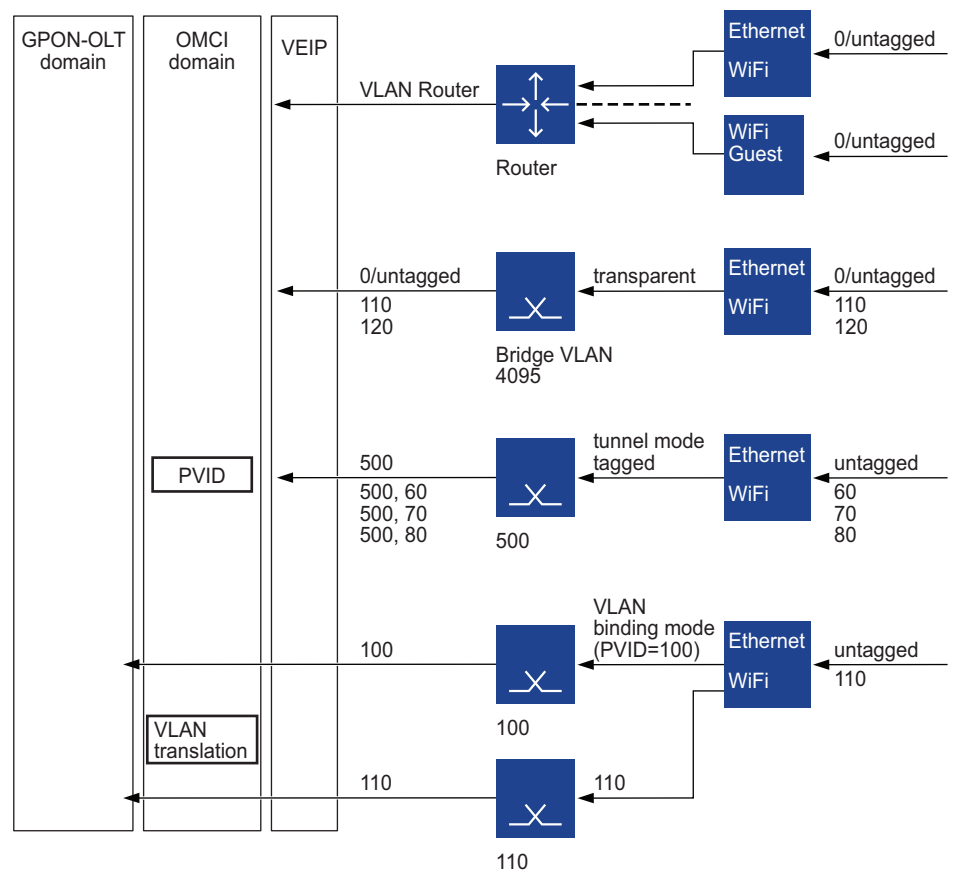 GPON-OLT
domain
OMCI
domain
VEIP
VLAN Router
Router
Ethernet
WiFi
0/untagged
WiFi
Guest
0/untagged
0/untagged
110
120
transparent
Bridge VLAN
4095
Ethernet
WiFi
0/untagged
110
120
PVID
500
500, 60
500, 70
500, 80
tunnel mode
tagged
500
Ethernet
WiFi
untagged
60
70
80
100
VLAN
binding mode
(PVID=100)
100
Ethernet
WiFi
untagged
110
VLAN
translation
110
110
110